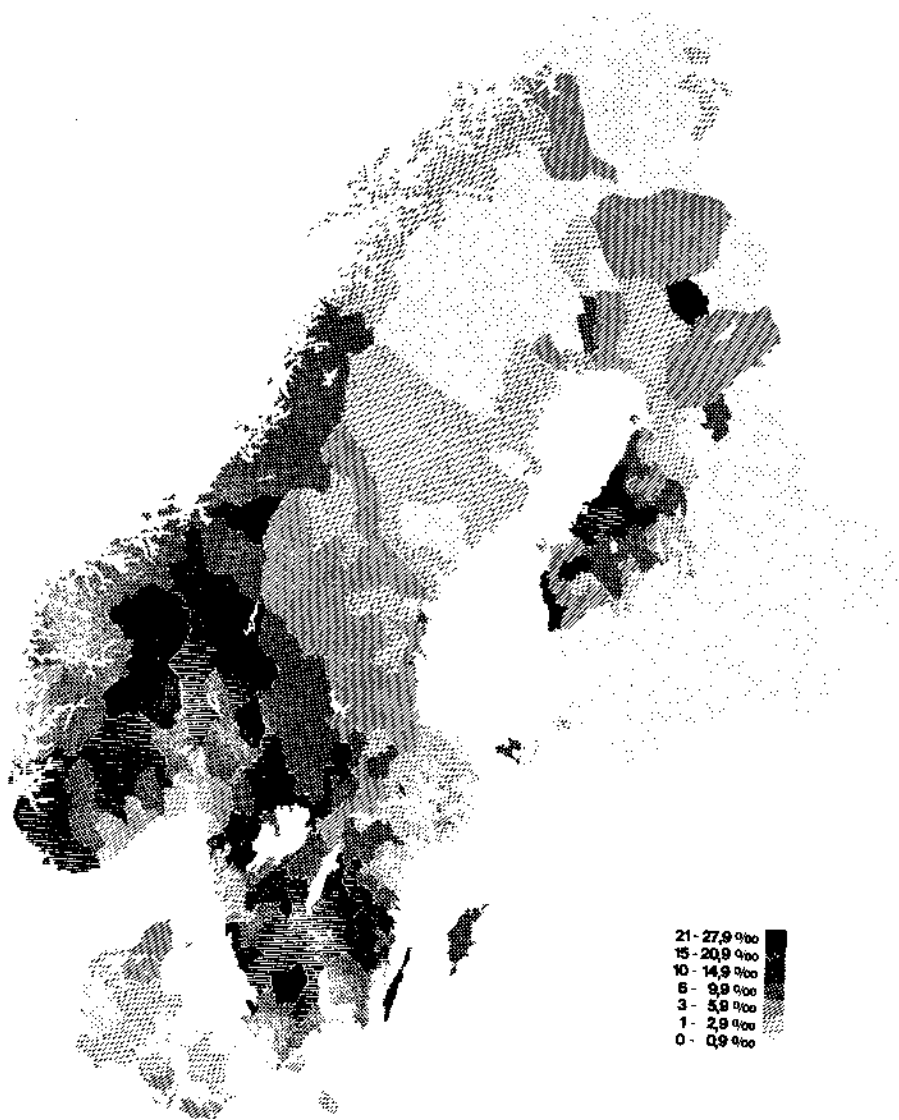 21 - 27,9 ‰
15 - 20,9 ‰
10 - 14,9 ‰
6 - 9,9 ‰
3 - 5,9 ‰
1 - 2,9 ‰
0 - 0,9 ‰